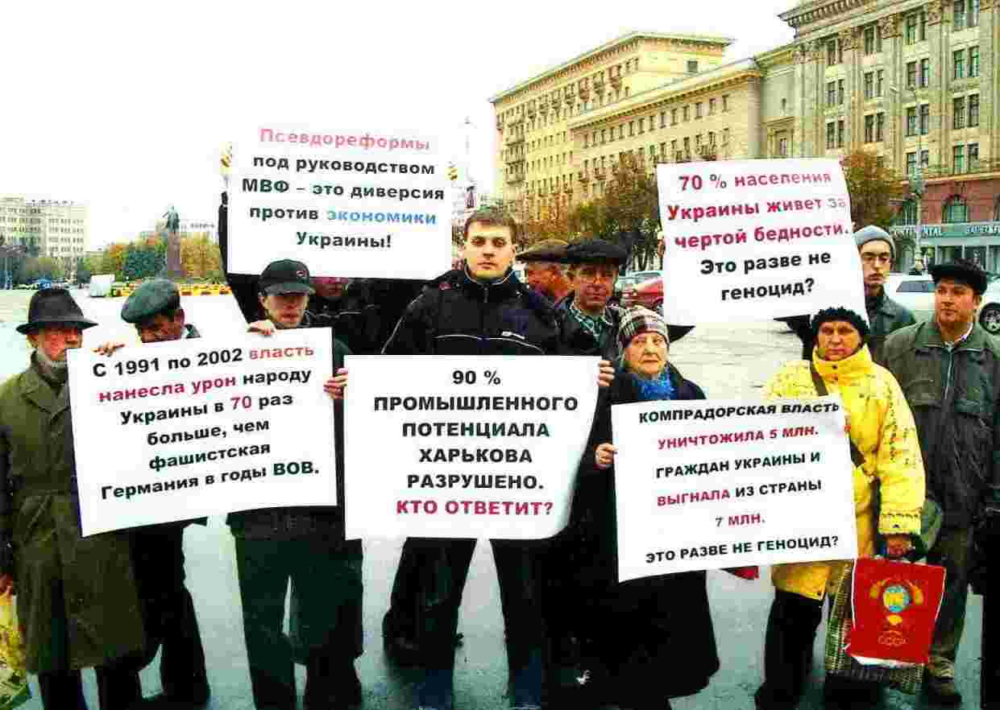 Псевдореформы
под руководством
МВФ – это диверсия
против экономики
Украины!
70 % населения
Украины живет за
чертой бедности.
Это разве не
геноцид?
С 1991 по 2002 власть
нанесла урон народу
Украины в 70 раз
больше, чем
фашистская
Германия в годы ВОВ.
90 %
ПРОМЫШЛЕННОГО
ПОТЕНЦИАЛА
ХАРЬКОВА
РАЗРУШЕНО.
КТО ОТВЕТИТ?
КОМПРАДОРСКАЯ ВЛАСТЬ
УНИЧТОЖИЛА 5 МЛН.
ГРАЖДАН УКРАИНЫ И
ВЫГНАЛА ИЗ СТРАНЫ
7 МЛН.
ЭТО РАЗВЕ НЕ ГЕНОЦИД?
СССР